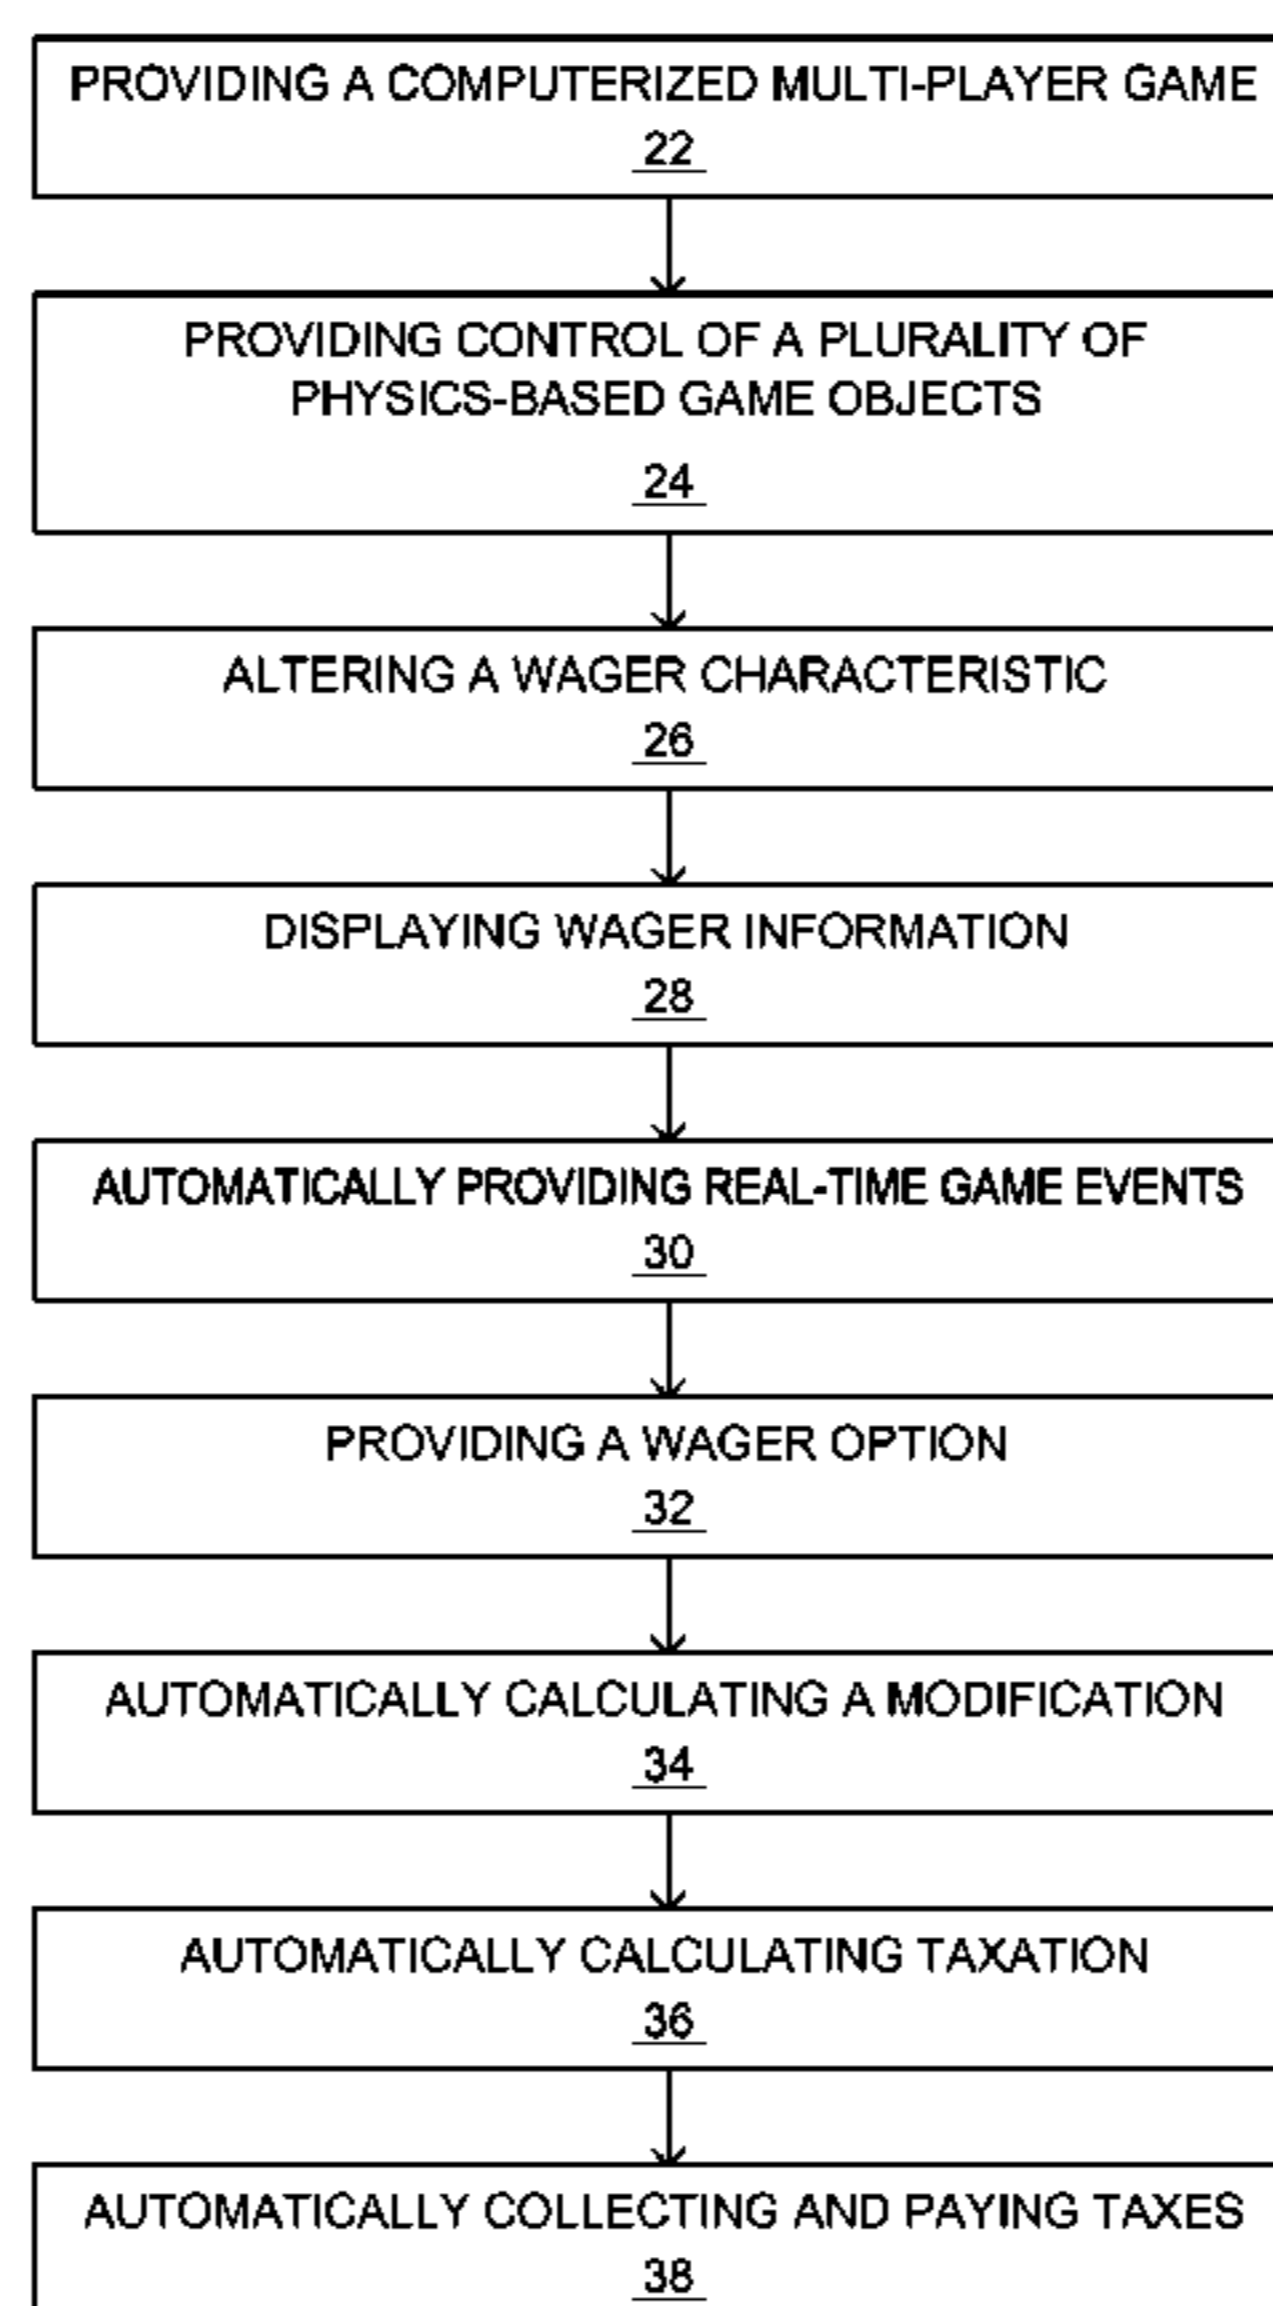 PROVIDING A COMPUTERIZED MULTI-PLAYER GAME
22
PROVIDING CONTROL OF A PLURALITY OF
PHYSICS-BASED GAME OBJECTS
24
ALTERING A WAGER CHARACTERISTIC
26
DISPLAYING WAGER INFORMATION
28
AUTOMATICALLY PROVIDING REAL-TIME GAME EVENTS
30
PROVIDING A WAGER OPTION
32
AUTOMATICALLY CALCULATING A MODIFICATION
34
AUTOMATICALLY CALCULATING TAXATION
36
AUTOMATICALLY COLLECTING AND PAYING TAXES
38